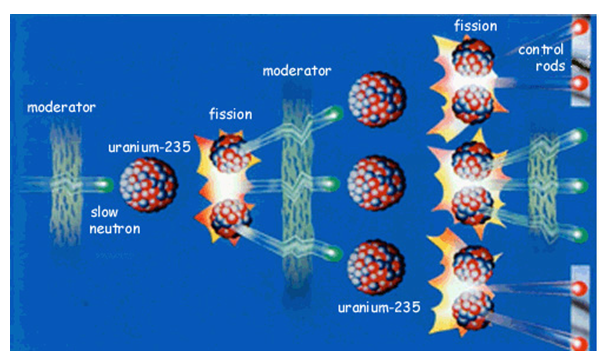 fission
control
rods
moderator
moderator
fission
uranium-235
slow
neutron
uranium-235